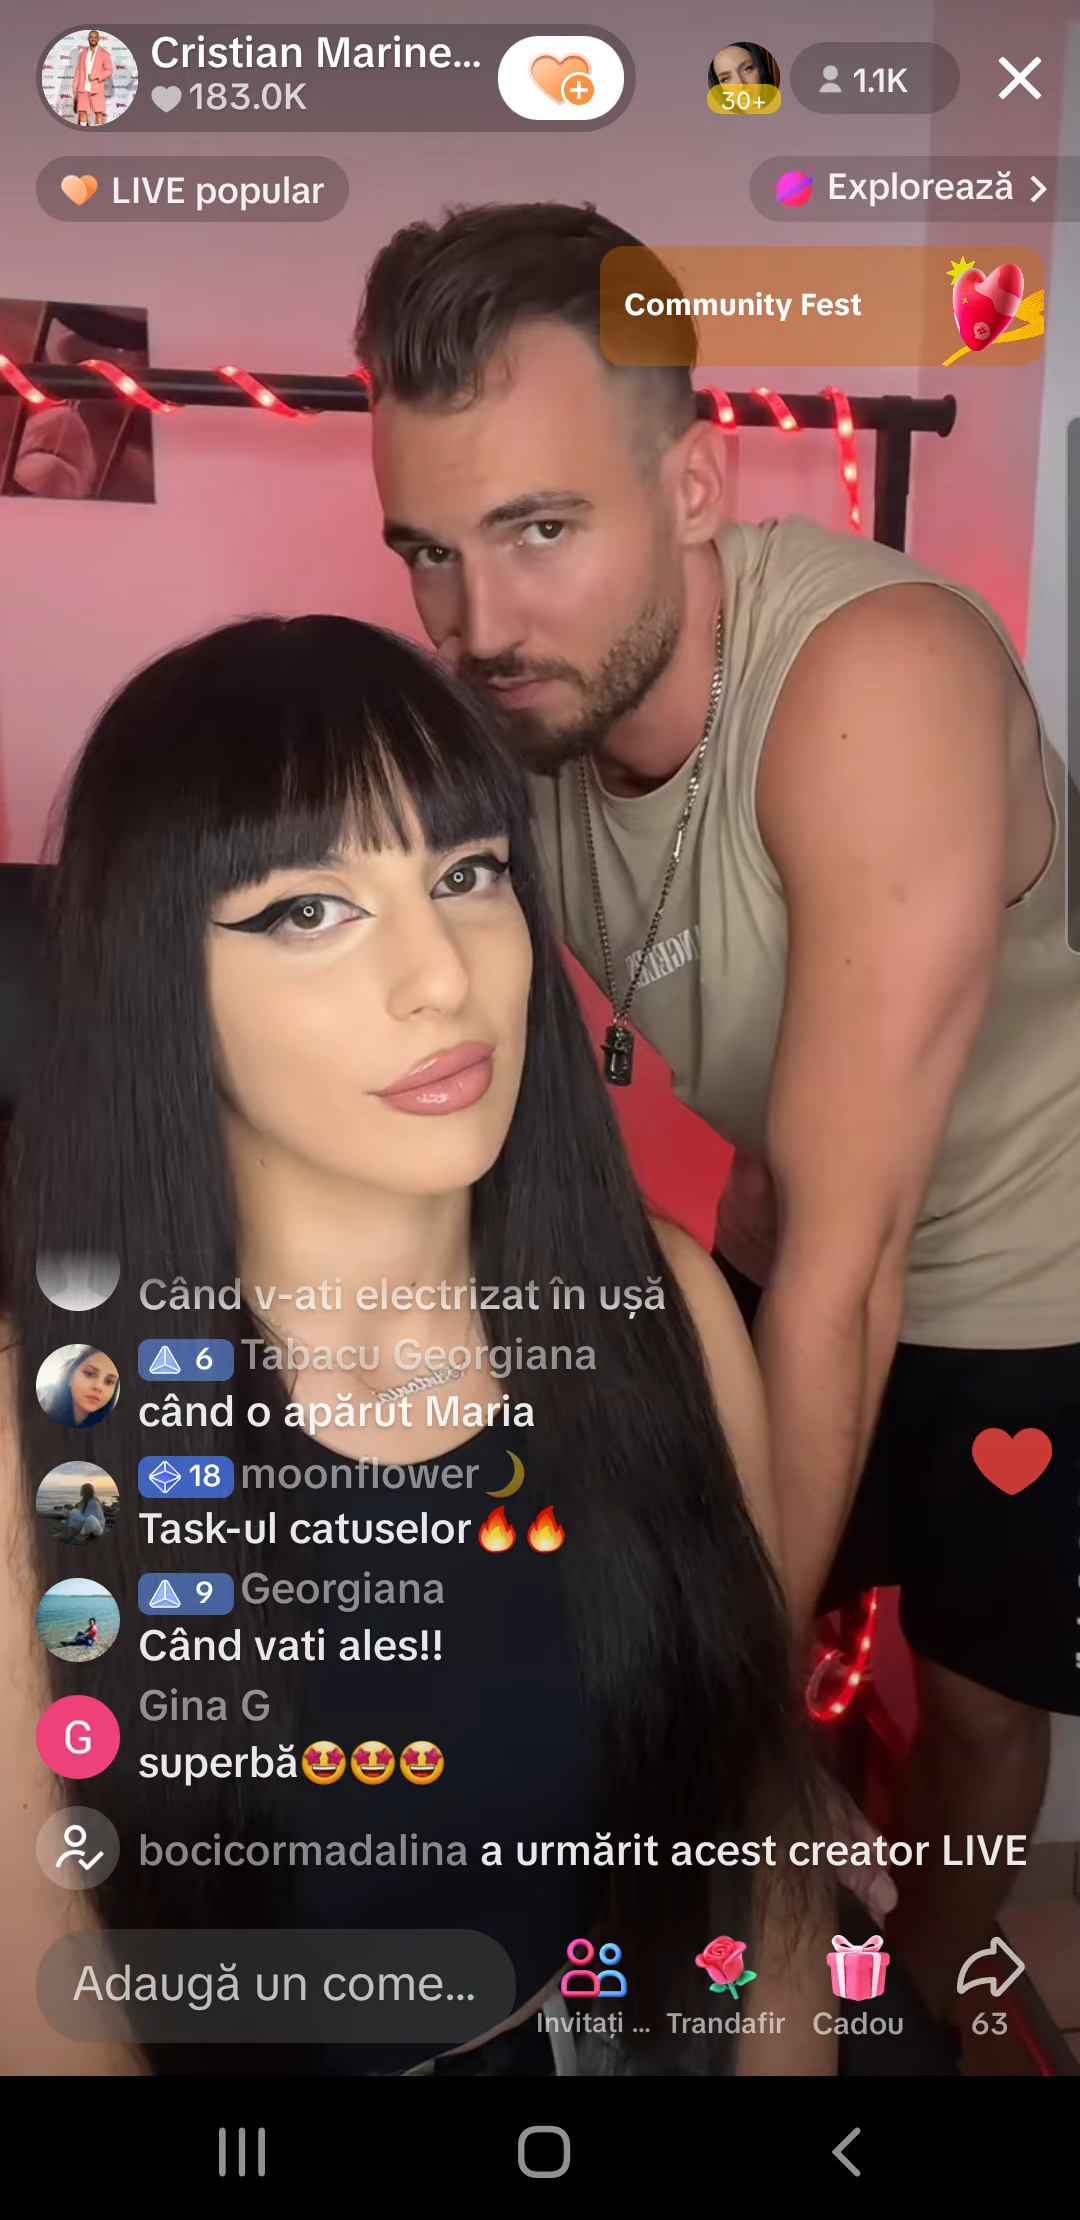 Cristian Marine...
183.0K
30+
1.1K
LIVE popular
Explorează
Community Fest
Când v-ati electrizat în ușă
6 Tabacu Georgiana
când o apărut Maria
18 moonflower🌙
Task-ul catuselor🔥🔥
9 Georgiana
Când vati ales!!
G
Gina G
superbă🤩🤩🤩
bocicormadalina a urmărit acest creator LIVE
Adaugă un come...
Invitați ...
Trandafir
Cadou
63